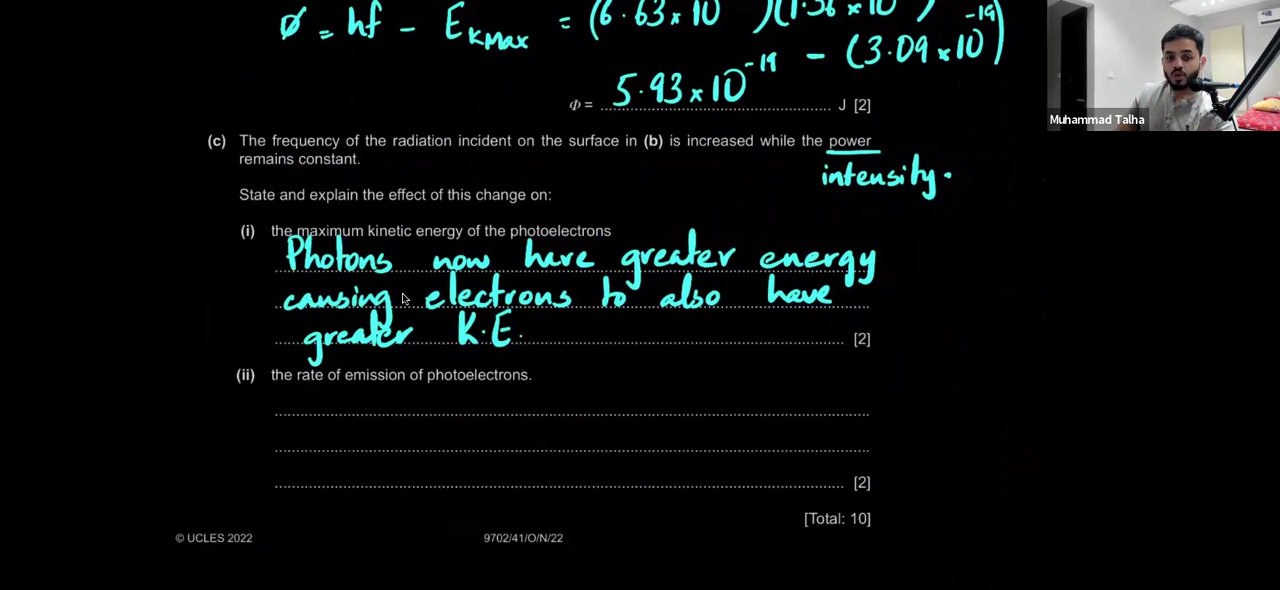 Φ = hf - E K Max = (6.63 x 10 )(1.36 x 10 )
- (3.09 x 10 -19)
Φ = 5.93 x 10 -19 J [2]
Muhammad Talha
(c) The frequency of the radiation incident on the surface in (b) is increased while the power
remains constant.
intensity.
State and explain the effect of this change on:
(i) the maximum kinetic energy of the photoelectrons
Photons now have greater energy
causing electrons to also have
greater K.E. [2]
(ii) the rate of emission of photoelectrons.
[2]
[Total: 10]
© UCLES 2022 9702/41/O/N/22